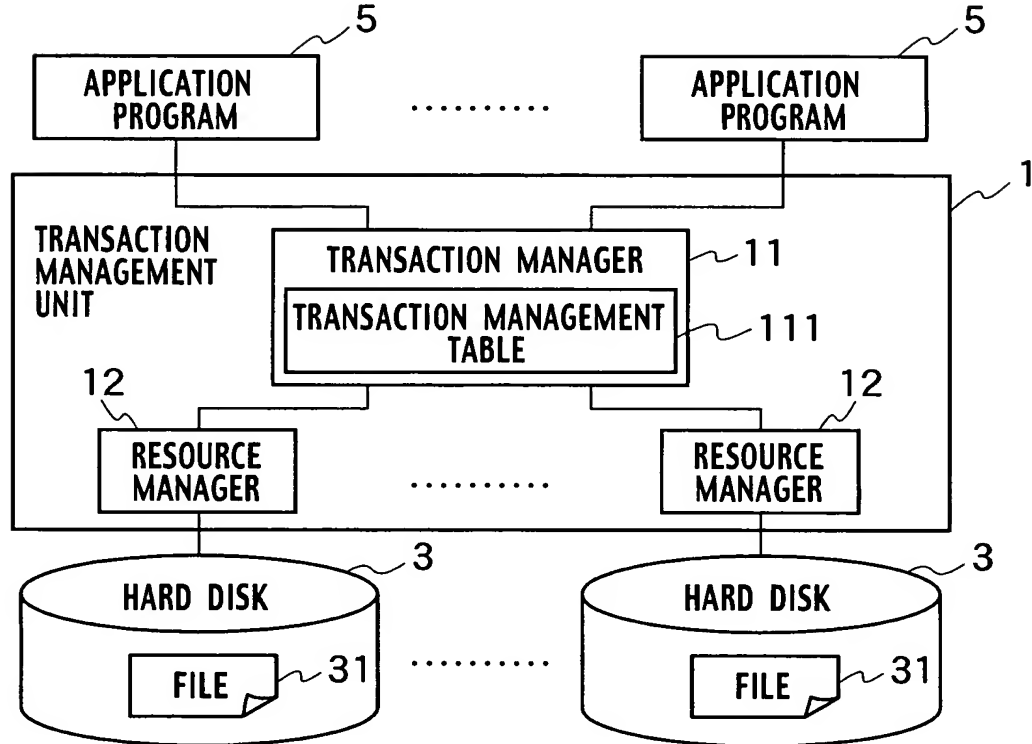 5
5
APPLICATION
PROGRAM
..........
APPLICATION
PROGRAM
1
TRANSACTION
MANAGEMENT
UNIT
TRANSACTION MANAGER
11
TRANSACTION MANAGEMENT
TABLE
111
12
12
RESOURCE
MANAGER
..........
RESOURCE
MANAGER
3
3
HARD DISK
HARD DISK
FILE
31
..........
FILE
31